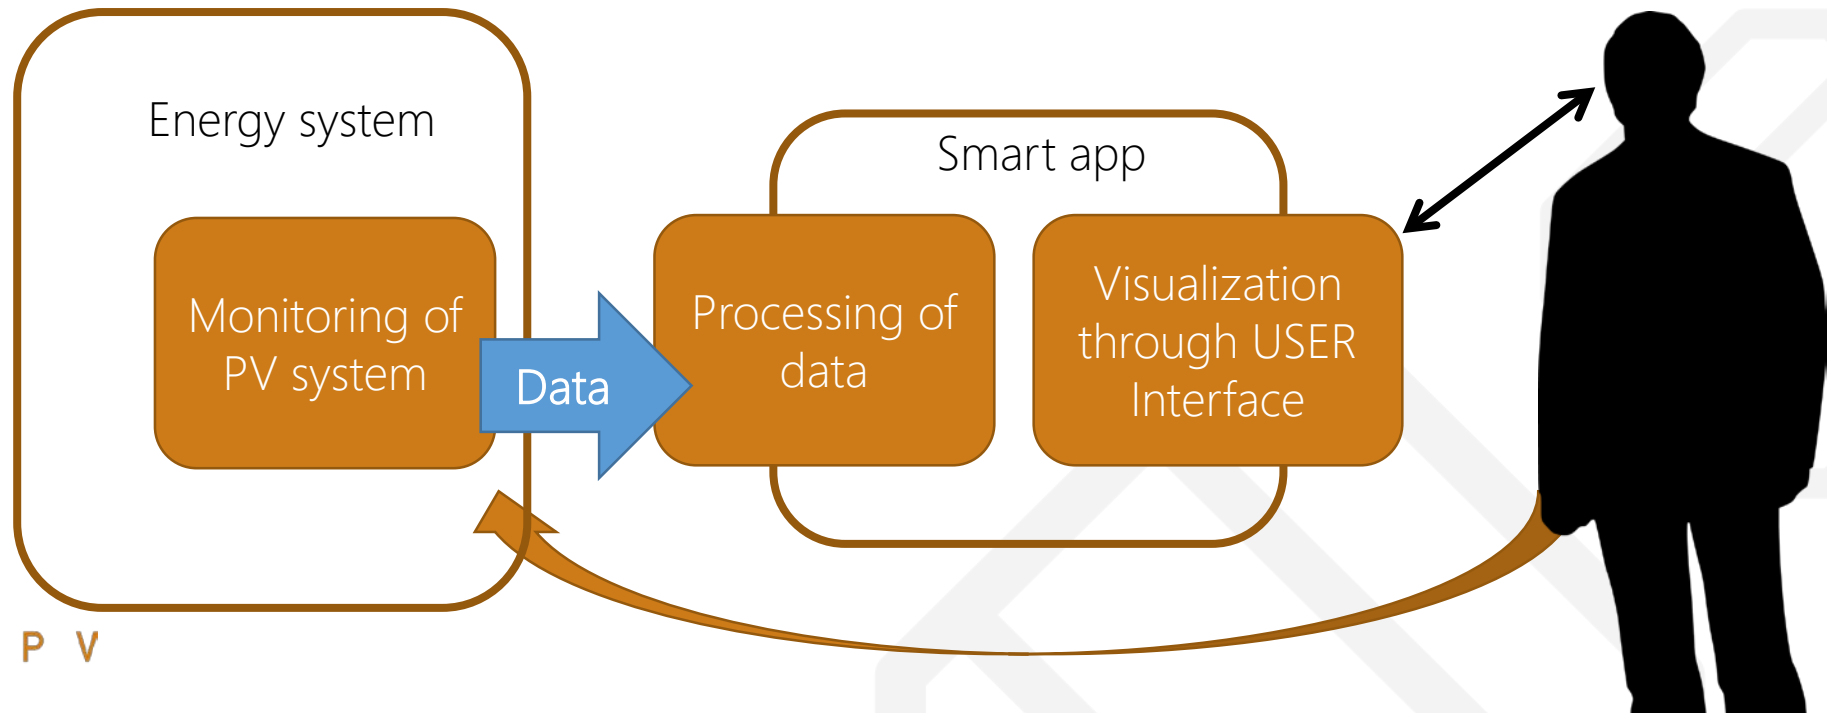 Energy system
Smart app
Monitoring of
PV system
Data
Processing of
data
Visualization
through USER
Interface
P V